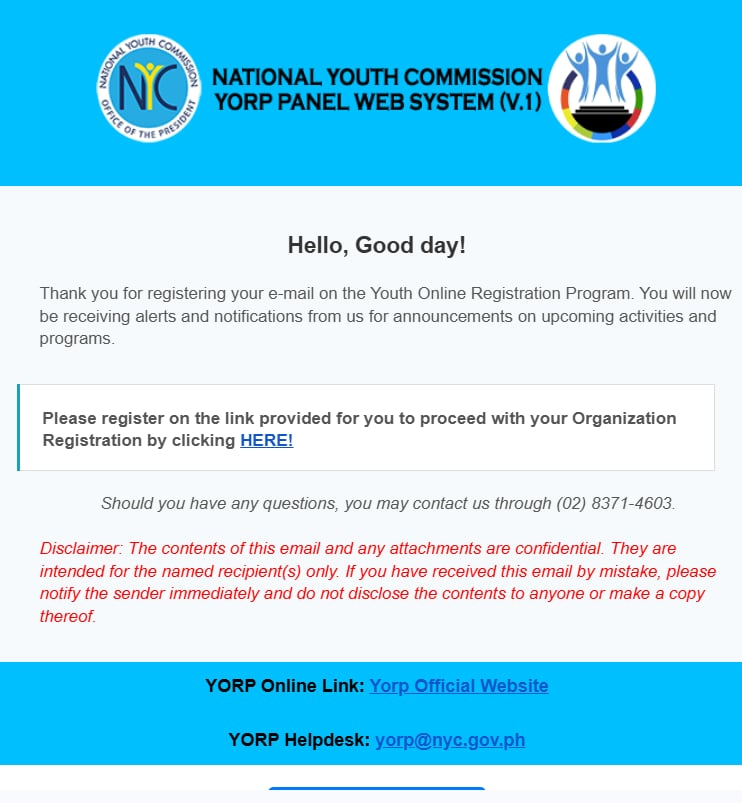 NATIONAL YOUTH COMMISSION
OFFICE OF THE PRESIDENT
NYC
NATIONAL YOUTH COMMISSION
YORP PANEL WEB SYSTEM (V.1)
Hello, Good day!
Thank you for registering your e-mail on the Youth Online Registration Program. You will now
be receiving alerts and notifications from us for announcements on upcoming activities and
programs.
Please register on the link provided for you to proceed with your Organization
Registration by clicking HERE!
Should you have any questions, you may contact us through (02) 8371-4603.
Disclaimer: The contents of this email and any attachments are confidential. They are
intended for the named recipient(s) only. If you have received this email by mistake, please
notify the sender immediately and do not disclose the contents to anyone or make a copy
thereof.
YORP Online Link: Yorp Official Website
YORP Helpdesk: yorp@nyc.gov.ph